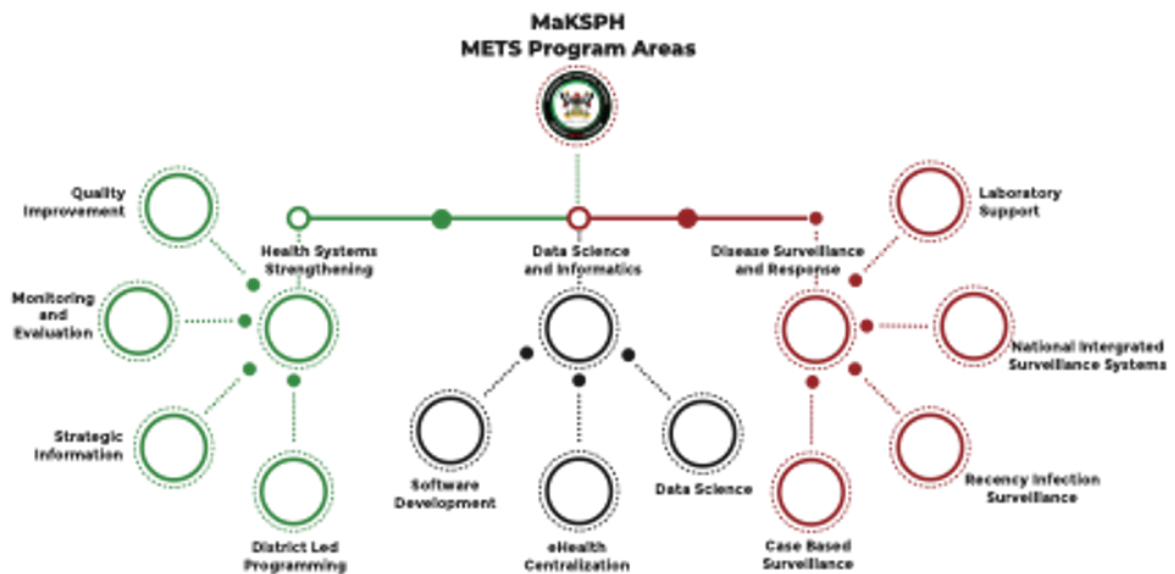 MaKSPH
METS Program Areas
Quality
Improvement
Laboratory
Support
Health Systems
Strengthening
Data Science
and Informatics
Disease Surveillance
and Response
Monitoring
and
Evaluation
National Intergrated
Surveillance Systems
Strategic
Information
Software
Development
Data Science
Recency Infection
Surveillance
District Led
Programming
eHealth
Centralization
Case Based
Surveillance